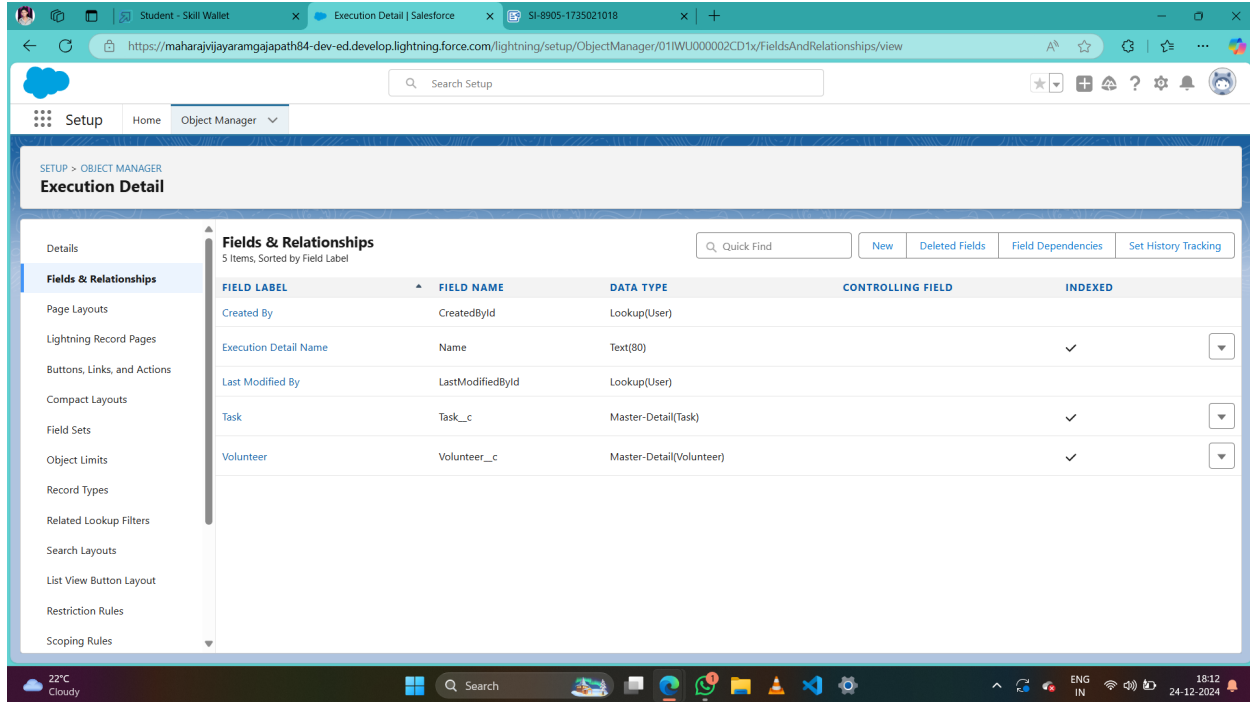 Student - Skill Wallet
Execution Detail | Salesforce
SI-8905-1735021018
https://maharajvijayaramgajapath84-dev-ed.develop.lightning.force.com/lightning/setup/ObjectManager/01IWU000002CD1x/FieldsAndRelationships/view
Search Setup
Setup Home Object Manager
SETUP > OBJECT MANAGER
Execution Detail
Details
Fields & Relationships
Page Layouts
Lightning Record Pages
Buttons, Links, and Actions
Compact Layouts
Field Sets
Object Limits
Record Types
Related Lookup Filters
Search Layouts
List View Button Layout
Restriction Rules
Scoping Rules
Fields & Relationships
5 Items, Sorted by Field Label
Quick Find
New Deleted Fields Field Dependencies Set History Tracking
FIELD LABEL FIELD NAME DATA TYPE CONTROLLING FIELD INDEXED
Created By CreatedById Lookup(User)
Execution Detail Name Name Text(80)
Last Modified By LastModifiedById Lookup(User)
Task Task__c Master-Detail(Task)
Volunteer Volunteer__c Master-Detail(Volunteer)
22°C
Cloudy
Search
1
ENG
IN
18:12
24-12-2024